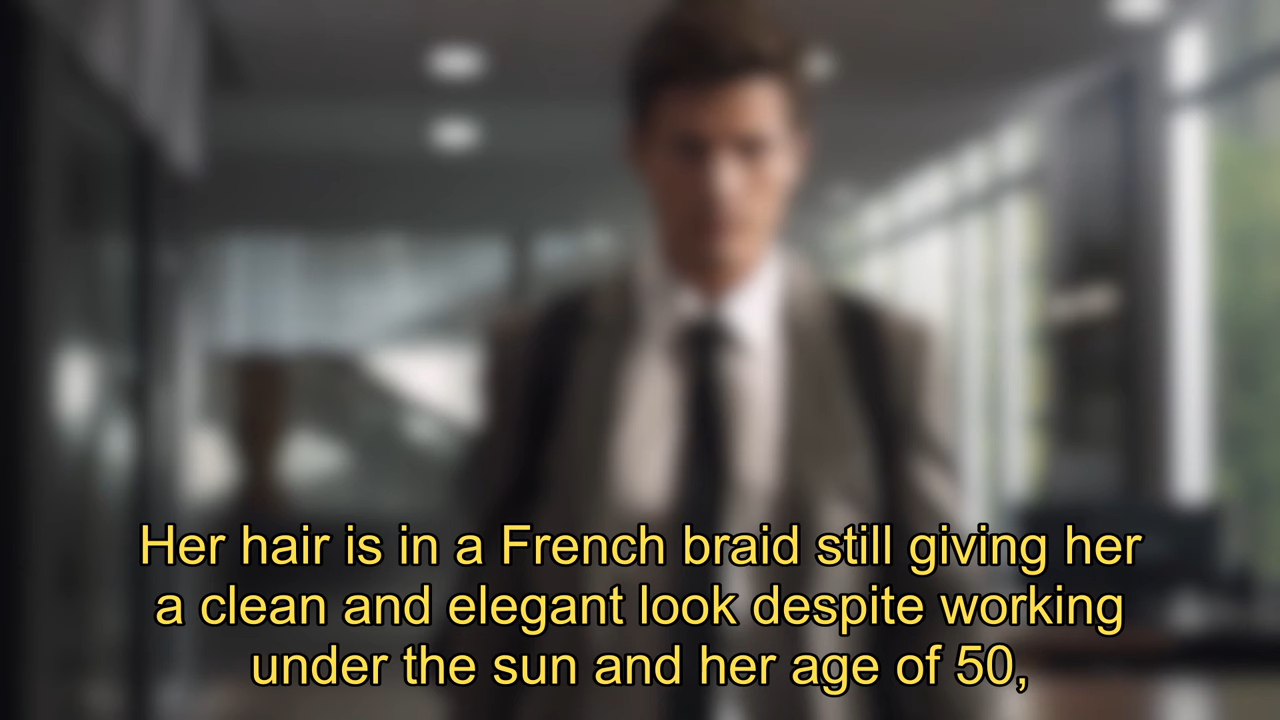 Her hair is in a French braid still giving her
a clean and elegant look despite working
under the sun and her age of 50,